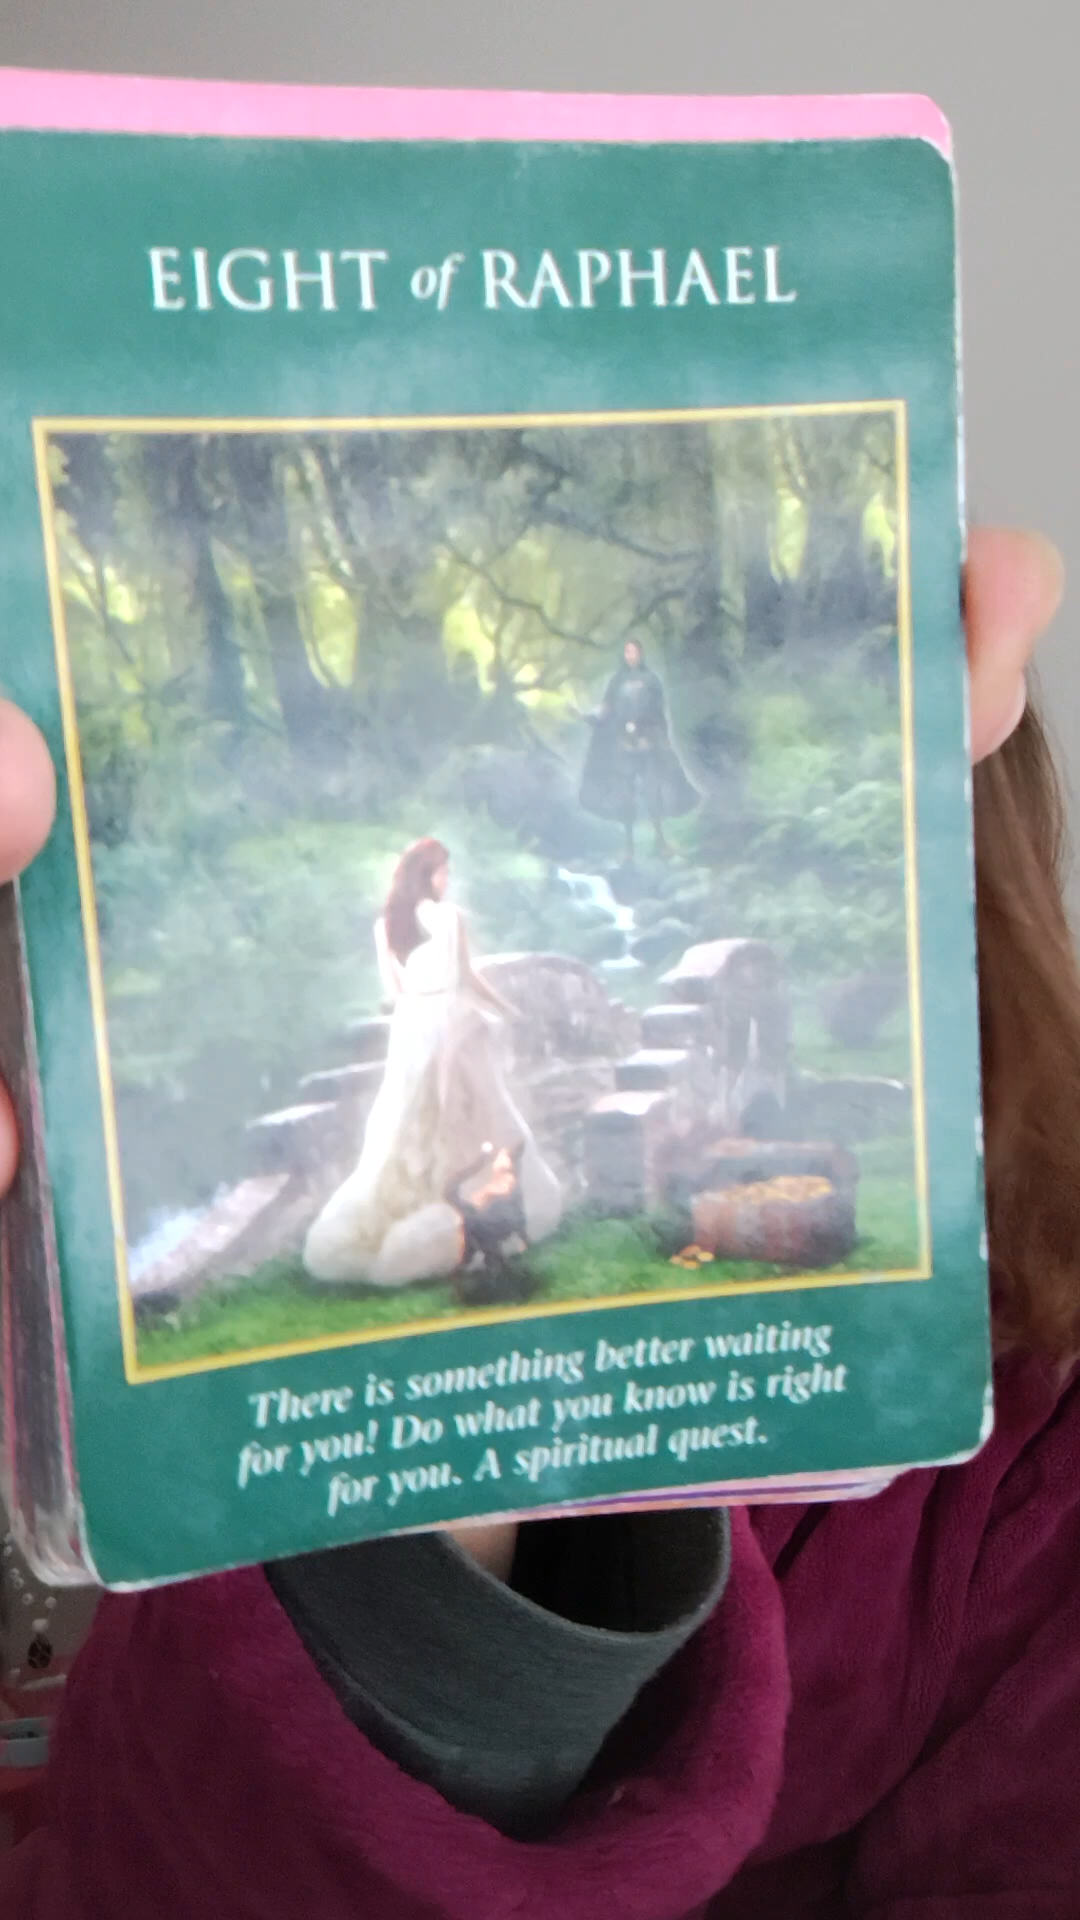 EIGHT of RAPHAEL
There is something better waiting
for you! Do what you know is right
for you. A spiritual quest.